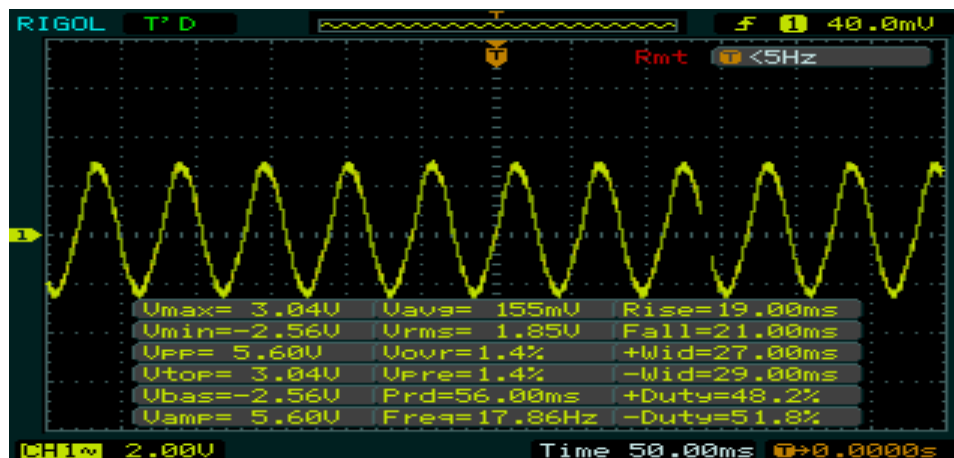 RIGOL T'D T 1 40.0mV
T Rmt T <5Hz
1
Vmax= 3.04V Vavg= 155mV Rise=19.00ms
Vmin=-2.56V Vrms= 1.85V Fall=21.00ms
Vpp= 5.60V Vovr=1.4% +Wid=27.00ms
Vtop= 3.04V Vpre=1.4% -Wid=29.00ms
Vbas=-2.56V Prd=56.00ms +Duty=48.2%
Vamp= 5.60V Freq=17.86Hz -Duty=51.8%
CH1~ 2.00V Time 50.00ms T→0.0000s